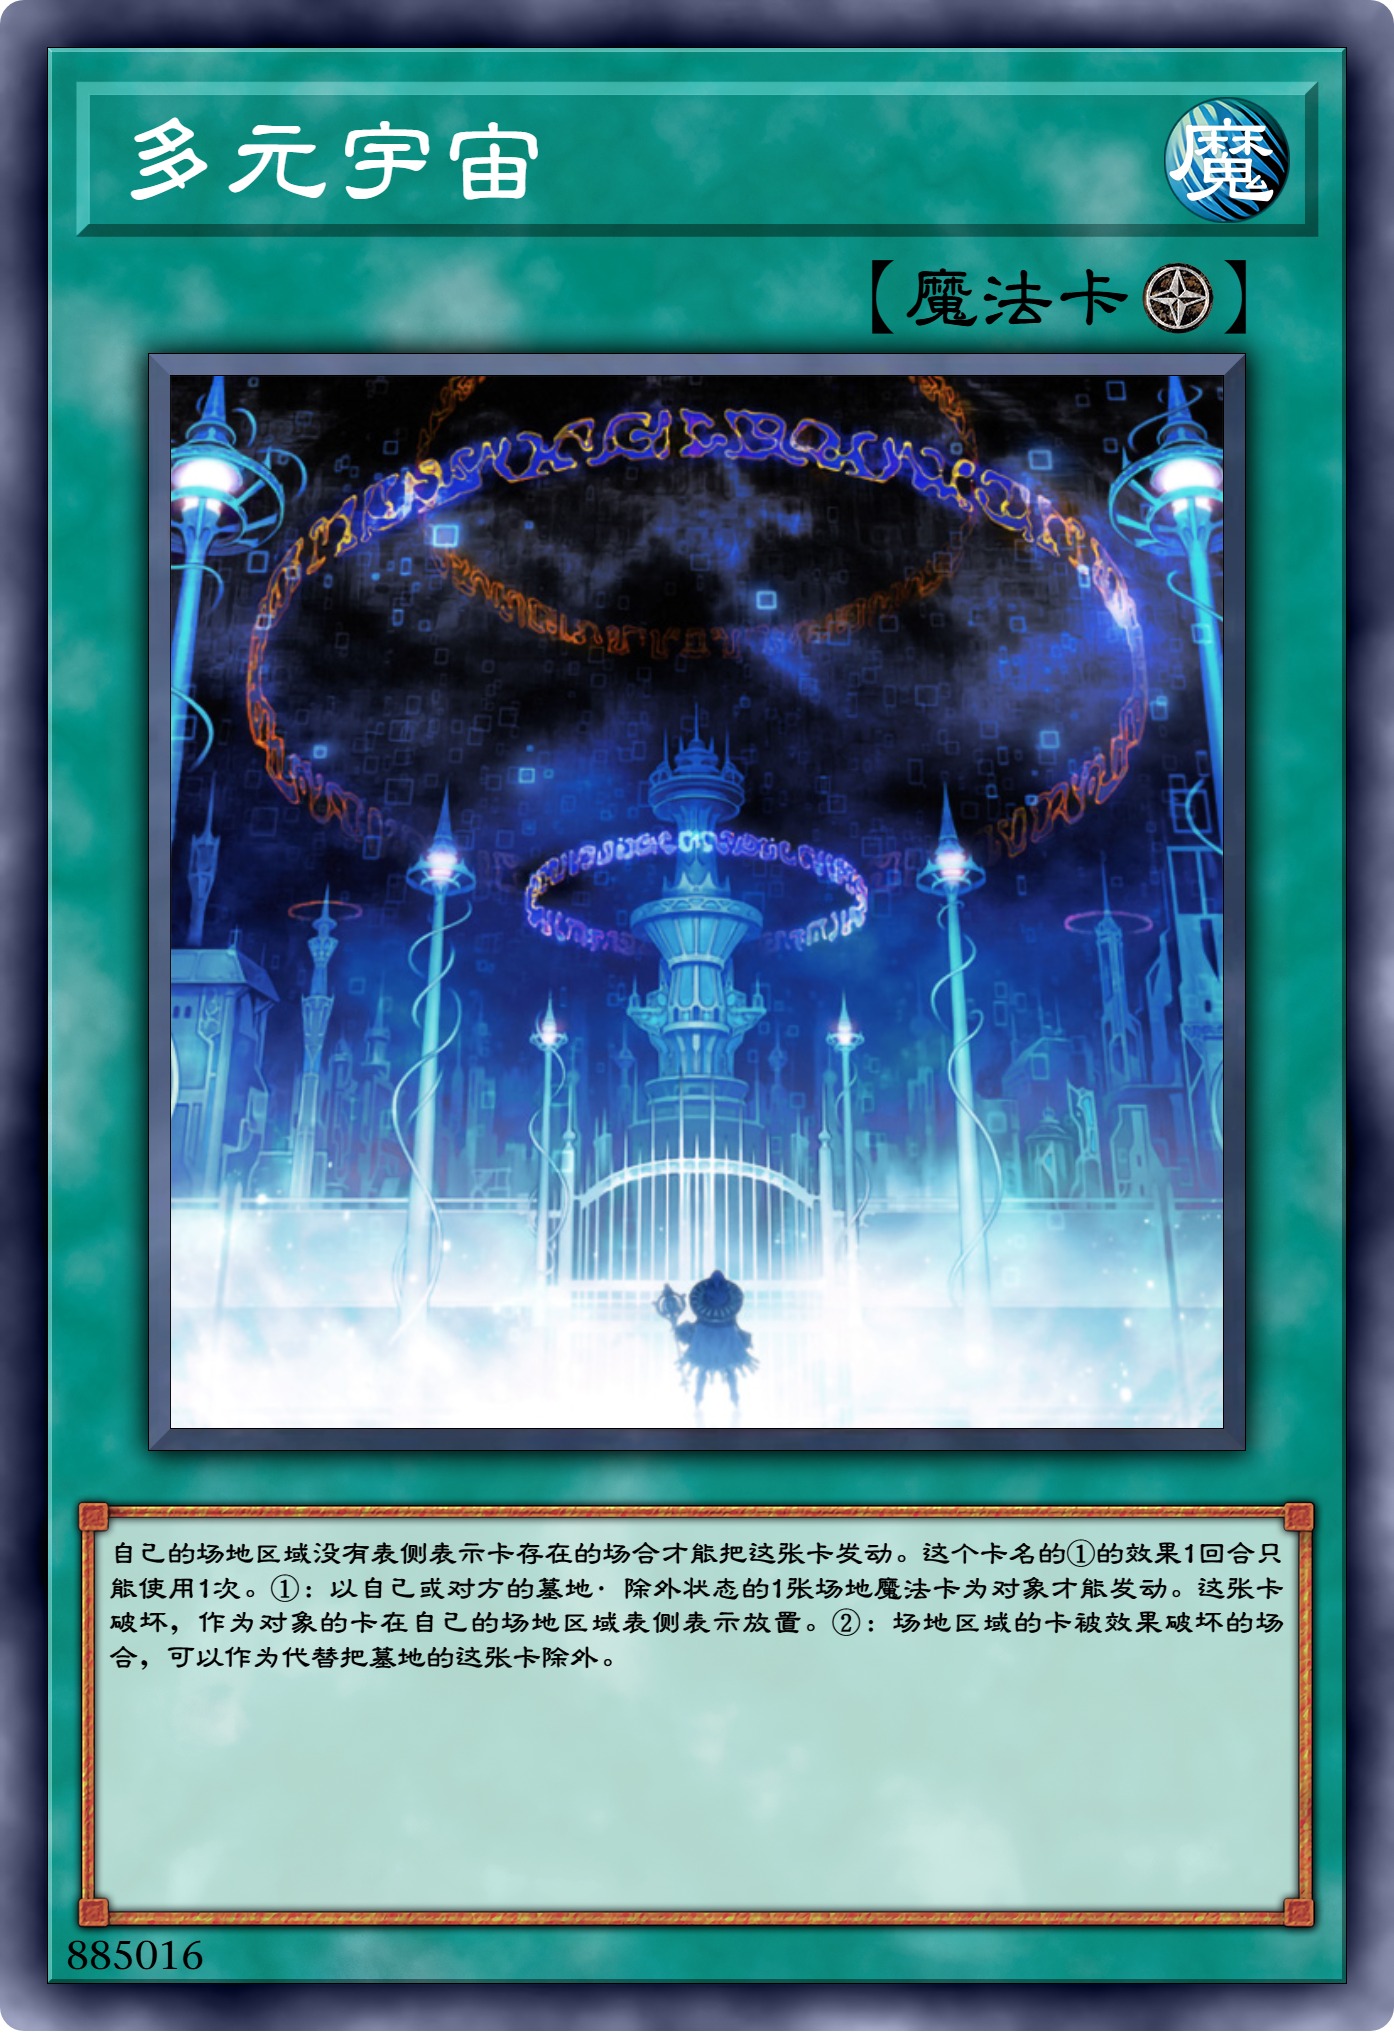 多元宇宙
魔
【魔法卡】
自己的场地区域没有表侧表示卡存在的场合才能把这张卡发动。这个卡名的①的效果1回合只
能使用1次。①：以自己或对方的墓地·除外状态的1张场地魔法卡为对象才能发动。这张卡
破坏，作为对象的卡在自己的场地区域表侧表示放置。②：场地区域的卡被效果破坏的场
合，可以作为代替把墓地的这张卡除外。
885016